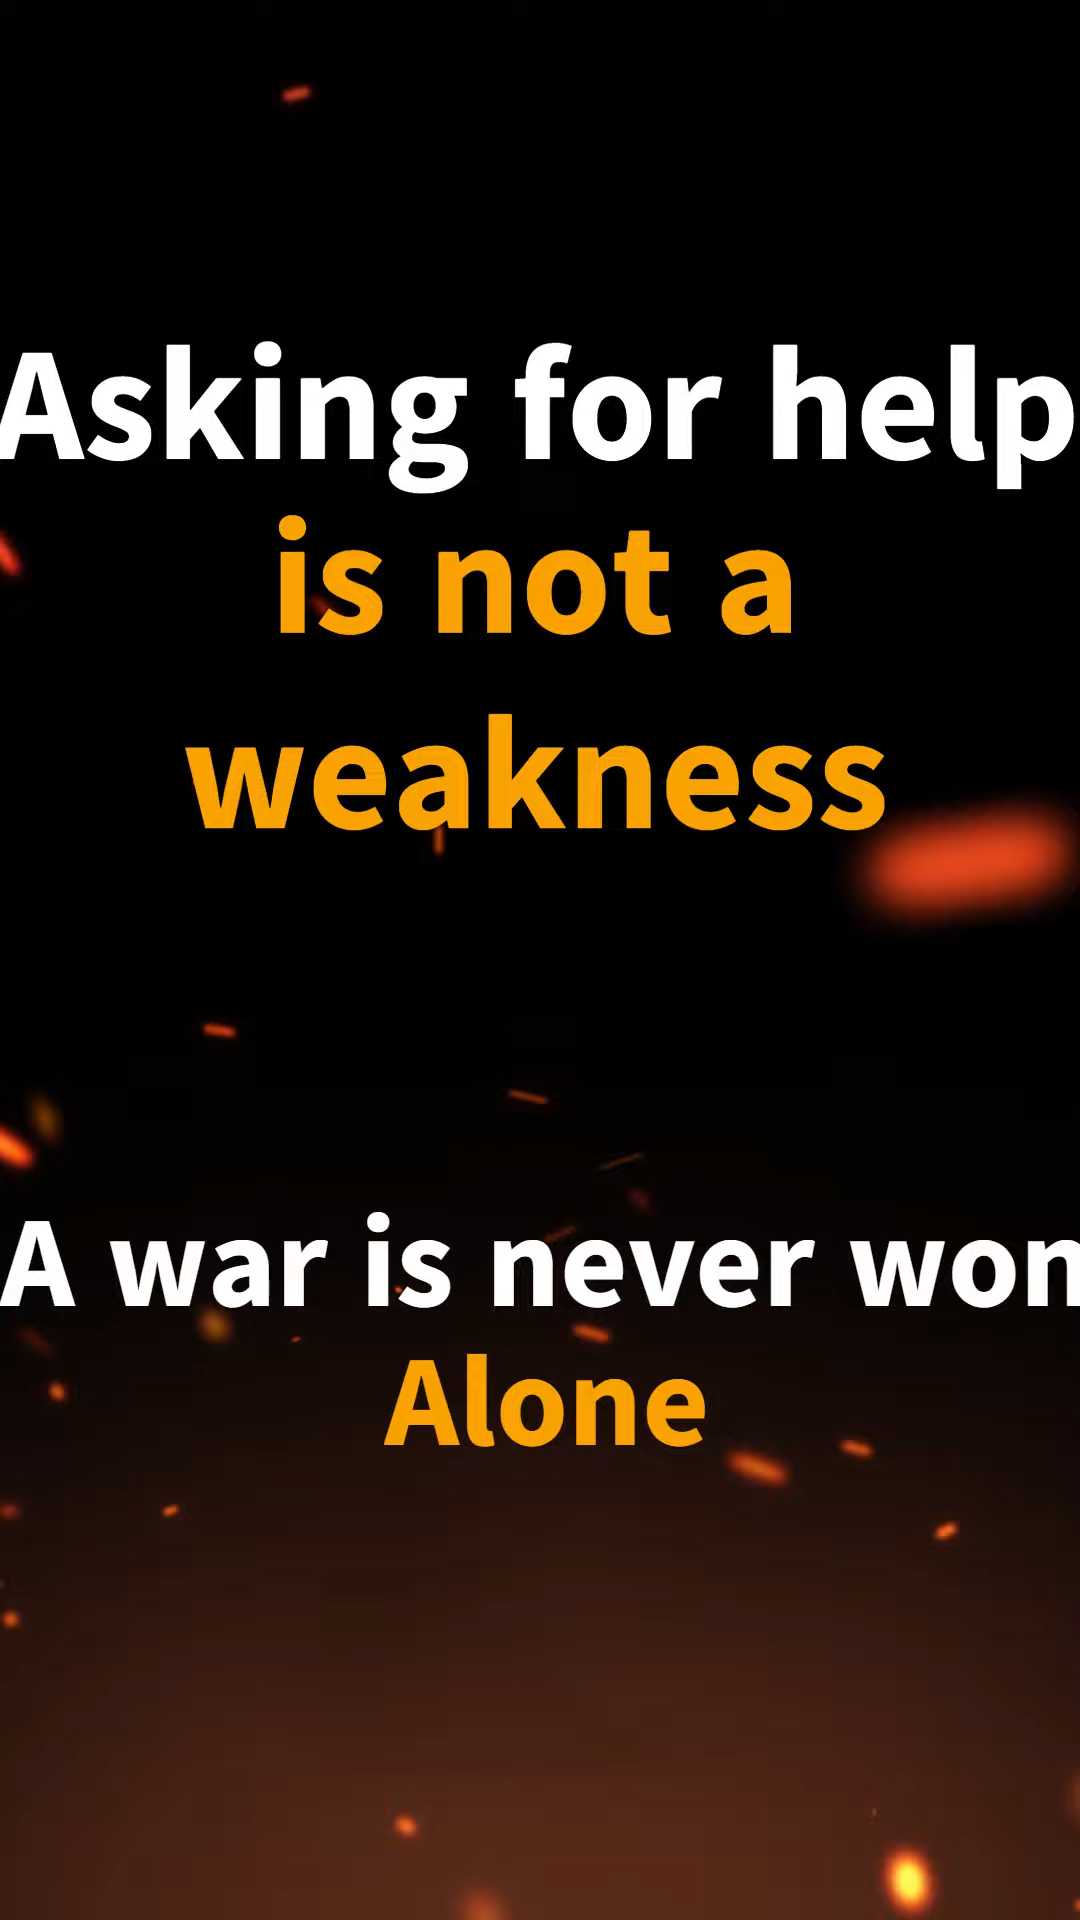 Asking for help
is not a
weakness
A war is never won
Alone